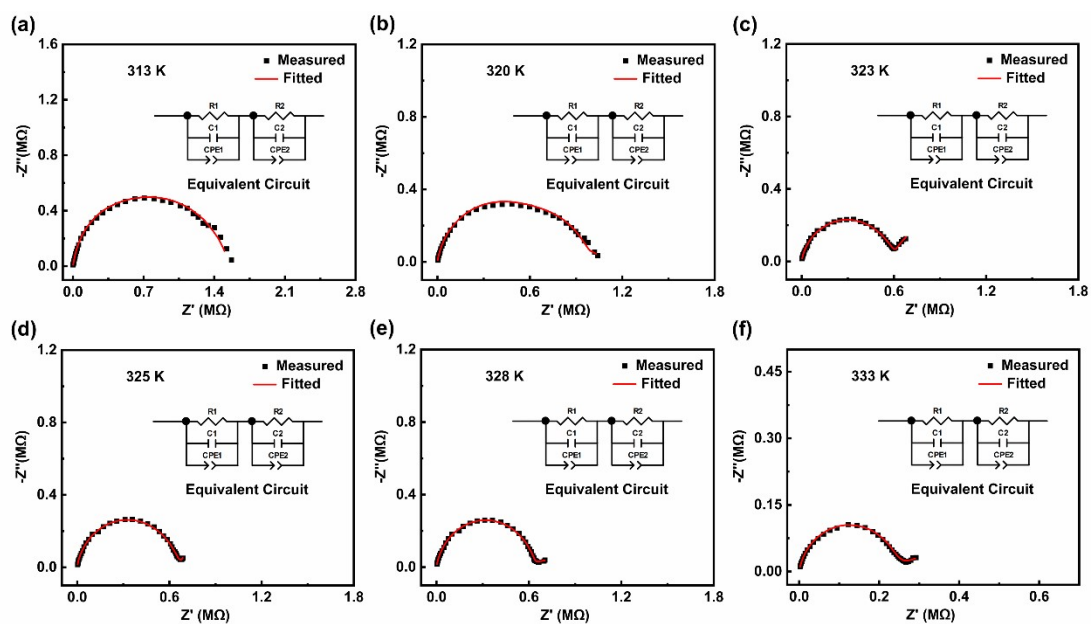 (a)
1.6
1.2
0.8
0.4
0.0
-Z''(MΩ)
313 K
Measured
Fitted
R1
R2
C1
C2
CPE1
CPE2
Equivalent Circuit
0.0 0.7 1.4 2.1 2.8
Z' (MΩ)
(b)
1.2
0.8
0.4
0.0
-Z''(MΩ)
320 K
Measured
Fitted
R1
R2
C1
C2
CPE1
CPE2
Equivalent Circuit
0.0 0.6 1.2 1.8
Z' (MΩ)
(c)
1.2
0.8
0.4
0.0
-Z''(MΩ)
323 K
Measured
Fitted
R1
R2
C1
C2
CPE1
CPE2
Equivalent Circuit
0.0 0.6 1.2 1.8
Z' (MΩ)
(d)
1.2
0.8
0.4
0.0
-Z''(MΩ)
325 K
Measured
Fitted
R1
R2
C1
C2
CPE1
CPE2
Equivalent Circuit
0.0 0.6 1.2 1.8
Z' (MΩ)
(e)
1.2
0.8
0.4
0.0
-Z''(MΩ)
328 K
Measured
Fitted
R1
R2
C1
C2
CPE1
CPE2
Equivalent Circuit
0.0 0.6 1.2 1.8
Z' (MΩ)
(f)
0.45
0.30
0.15
0.00
-Z''(MΩ)
333 K
Measured
Fitted
R1
R2
C1
C2
CPE1
CPE2
Equivalent Circuit
0.0 0.2 0.4 0.6
Z' (MΩ)